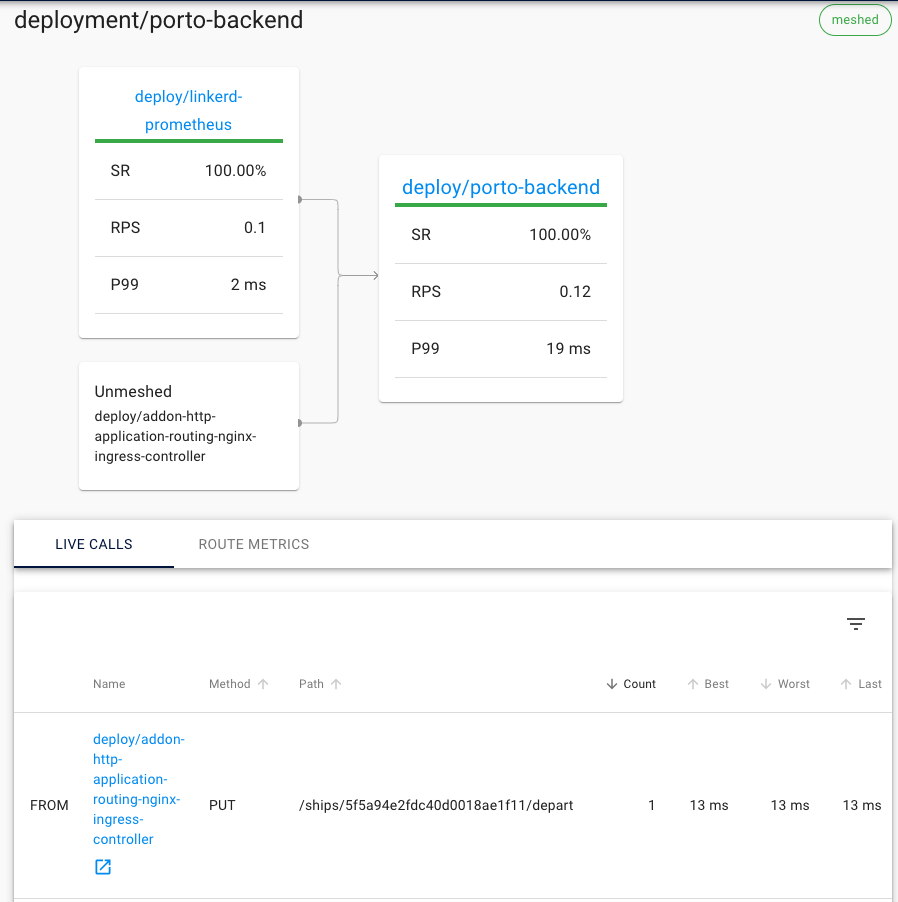 deployment/porto-backend
meshed
deploy/linkerd-
prometheus
SR 100.00%
RPS 0.1
P99 2 ms
deploy/porto-backend
SR 100.00%
RPS 0.12
P99 19 ms
Unmeshed
deploy/addon-http-
application-routing-nginx-
ingress-controller
LIVE CALLS ROUTE METRICS
Name Method Path Count Best Worst Last
deploy/addon-
http-
application-
routing-nginx-
ingress-
controller
FROM PUT /ships/5f5a94e2fdc40d0018ae1f11/depart 1 13 ms 13 ms 13 ms